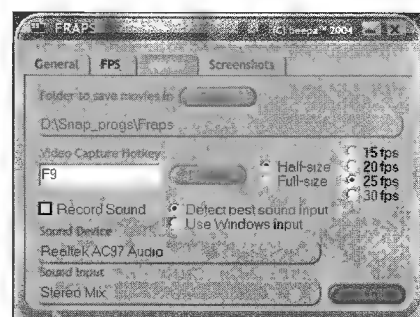 FRAPS (C) beepa™ 2004
General FPS Screenshots
Folder to save movies in
D:\Snap_progs\Fraps
Video Capture Hotkey
F9
Half-size
Full-size
15 fps
20 fps
25 fps
30 fps
Record Sound
Detect best sound input
Use Windows input
Sound Device
Realtek AC97 Audio
Sound Input
Stereo Mix